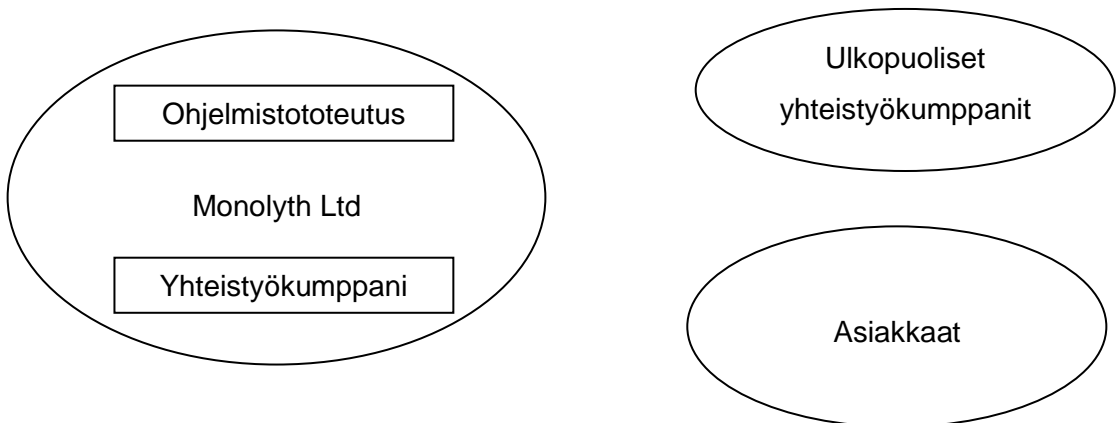 Ohjelmistototeutus
Monolyth Ltd
Yhteistyökumppani
Ulkopuoliset
yhteistyökumppanit
Asiakkaat